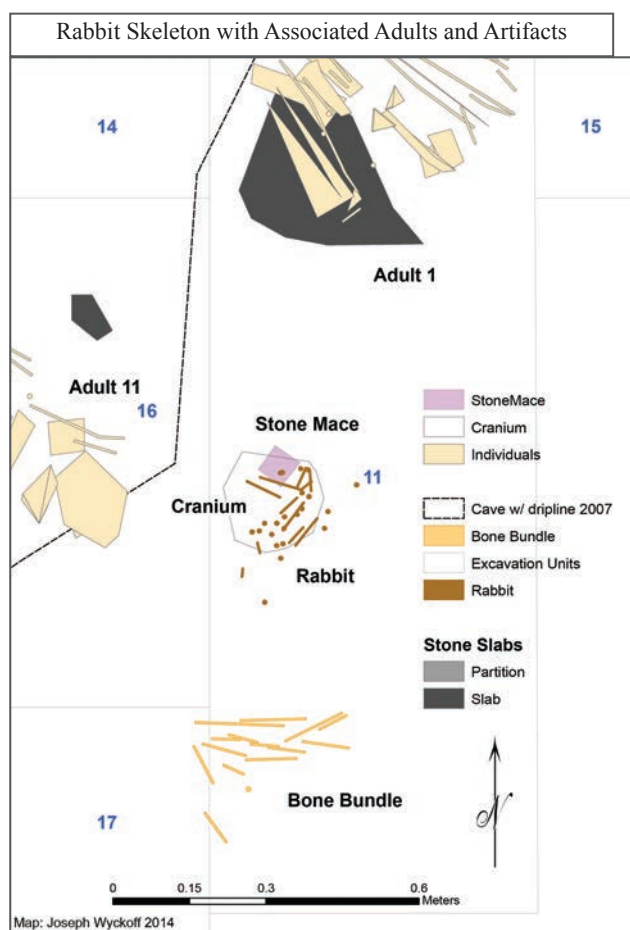 Rabbit Skeleton with Associated Adults and Artifacts
14
15
Adult 1
Adult 11
16
Stone Mace
11
Cranium
Rabbit
StoneMace
Cranium
Individuals
Cave w/ dripline 2007
Bone Bundle
Excavation Units
Rabbit
Stone Slabs
Partition
Slab
Bone Bundle
17
N
0 0.15 0.3 0.6
Meters
Map: Joseph Wyckoff 2014